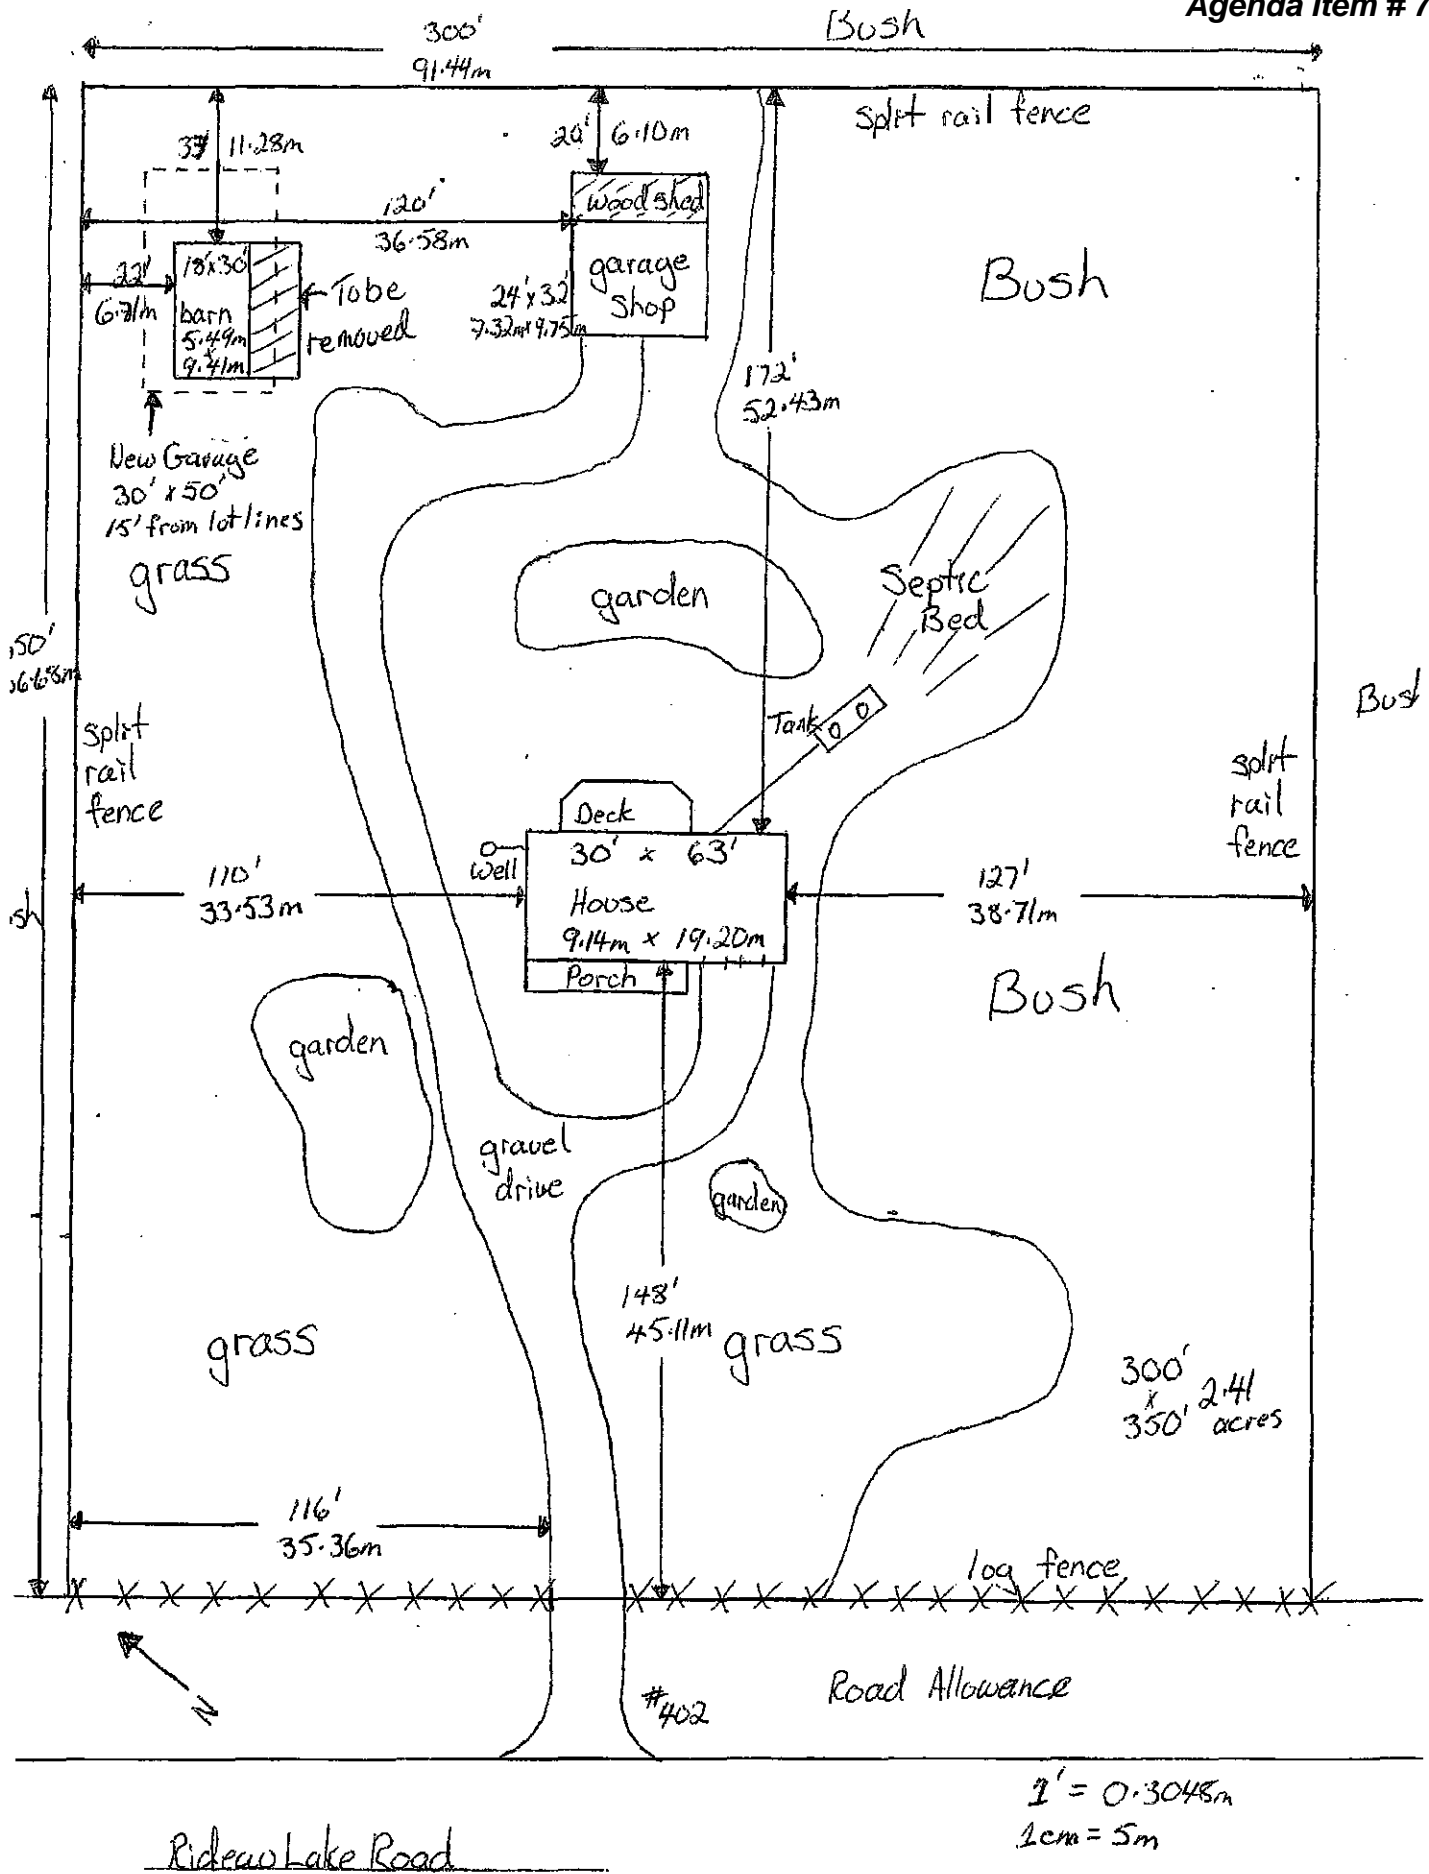 Agenda Item # 7
300'
91.44m
Bush
split rail fence
11.28m
20' 6.10m
wood shed
120'
36.58m
garage
shop
24' x 32'
7.32m x 9.75m
22'
6.71m
18' x 30'
barn
5.49m
x
9.41m
To be
removed
Bush
172'
52.43m
New Garage
30' x 50'
15' from lot lines
grass
garden
Septic
Bed
Tank
50'
split
rail
fence
split
rail
fence
Deck
well
30' x 63'
House
9.14m x 19.20m
Porch
110'
33.53m
127'
38.71m
Bush
garden
gravel
drive
garden
148'
45.11m
grass
grass
300'
x
350'
2.41
acres
116'
35.36m
log fence
N
#402
Road Allowance
1' = 0.3048m
1cm = 5m
Rideau Lake Road